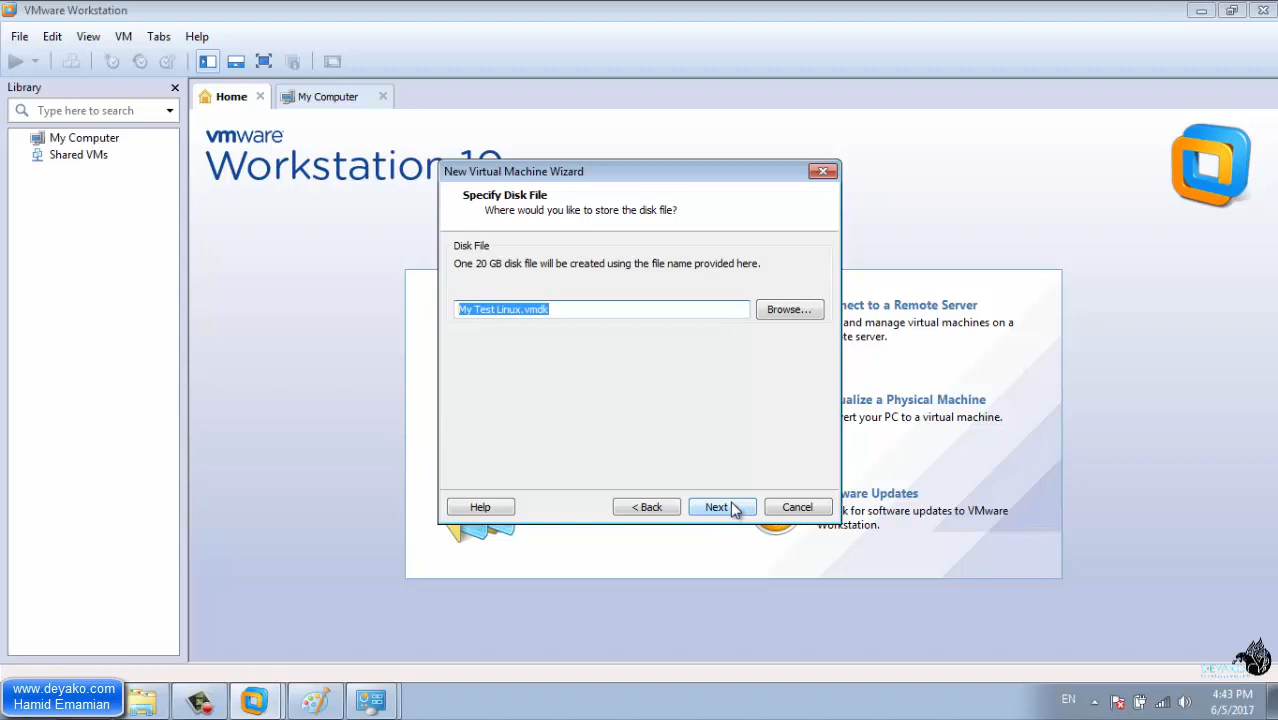 VMware Workstation
File Edit View VM Tabs Help
Library
Type here to search
My Computer
Shared VMs
Home
My Computer
vmware
Workstation 10
New Virtual Machine Wizard
Specify Disk File
Where would you like to store the disk file?
Disk File
One 20 GB disk file will be created using the file name provided here.
My Test Linux.vmdk
Browse...
Help
< Back
Next
Cancel
nect to a Remote Server
and manage virtual machines on a
te server.
ualize a Physical Machine
ert your PC to a virtual machine.
ware Updates
k for software updates to VMware
Workstation.
www.deyako.com
Hamid Emamian
EN
4:43 PM
6/5/2017